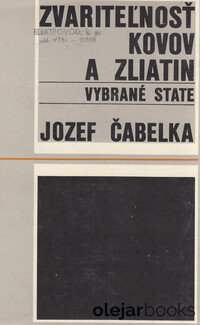 ZVARITEĽNOSŤ
KOVOV
A ZLIATIN
VYBRANÉ STATE
JOZEF ČABELKA
olejarbooks